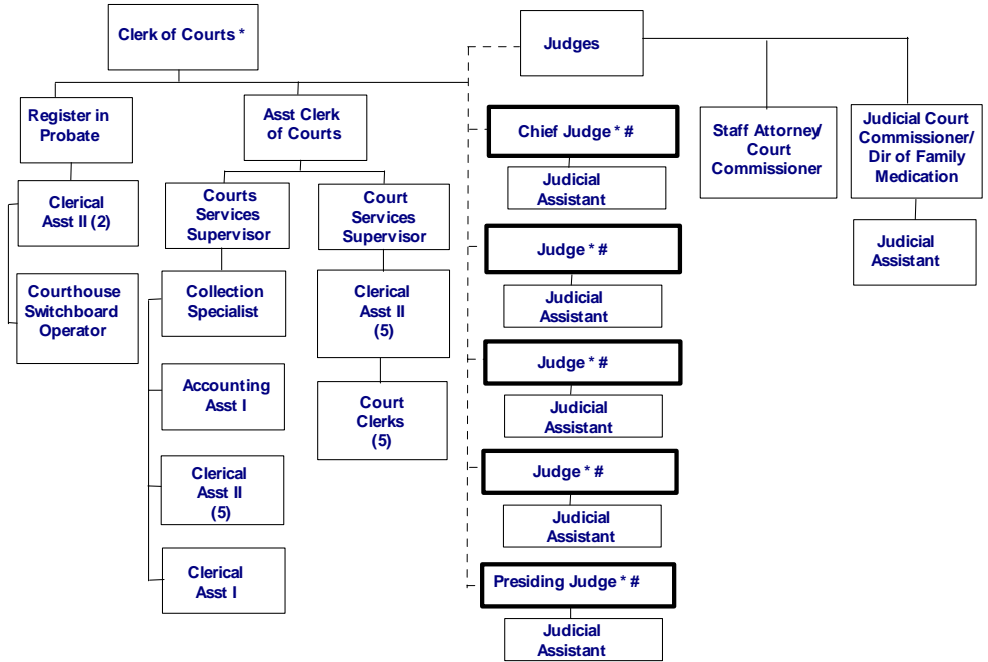 Clerk of Courts *
Judges
Register in
Probate
Asst Clerk
of Courts
Chief Judge * #
Staff Attorney/
Court
Commissioner
Judicial Court
Commissioner/
Dir of Family
Medication
Judicial
Assistant
Clerical
Asst II (2)
Courts
Services
Supervisor
Court
Services
Supervisor
Judge * #
Judicial
Assistant
Courthouse
Switchboard
Operator
Collection
Specialist
Clerical
Asst II
(5)
Judicial
Assistant
Judge * #
Accounting
Asst I
Court
Clerks
(5)
Judicial
Assistant
Clerical
Asst II
(5)
Judge * #
Judicial
Assistant
Clerical
Asst I
Presiding Judge * #
Judicial
Assistant